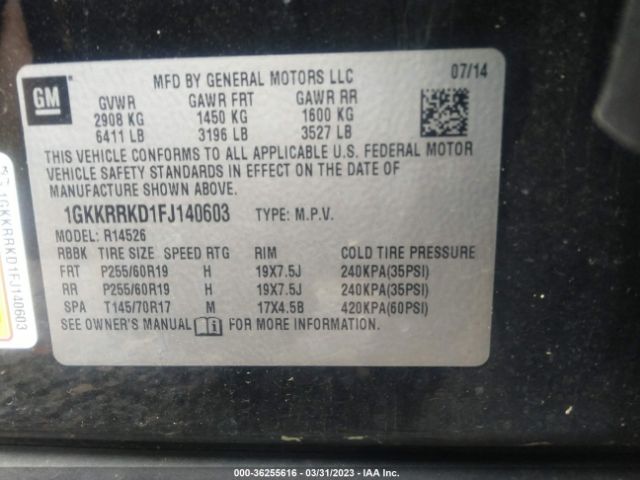 GM
MFD BY GENERAL MOTORS LLC
07/14
GVWR GAWR FRT GAWR RR
2908 KG 1450 KG 1600 KG
6411 LB 3196 LB 3527 LB
THIS VEHICLE CONFORMS TO ALL APPLICABLE U.S. FEDERAL MOTOR
VEHICLE SAFETY STANDARDS IN EFFECT ON THE DATE OF
MANUFACTURE SHOWN ABOVE.
1GKKRRKD1FJ140603 TYPE: M.P.V.
MODEL: R14526
RBBK TIRE SIZE SPEED RTG RIM COLD TIRE PRESSURE
FRT P255/60R19 H 19X7.5J 240KPA(35PSI)
RR P255/60R19 H 19X7.5J 240KPA(35PSI)
SPA T145/70R17 M 17X4.5B 420KPA(60PSI)
SEE OWNER'S MANUAL FOR MORE INFORMATION.
1GKKRRKD1FJ140603
000-36255616 - 03/31/2023 - IAA Inc.